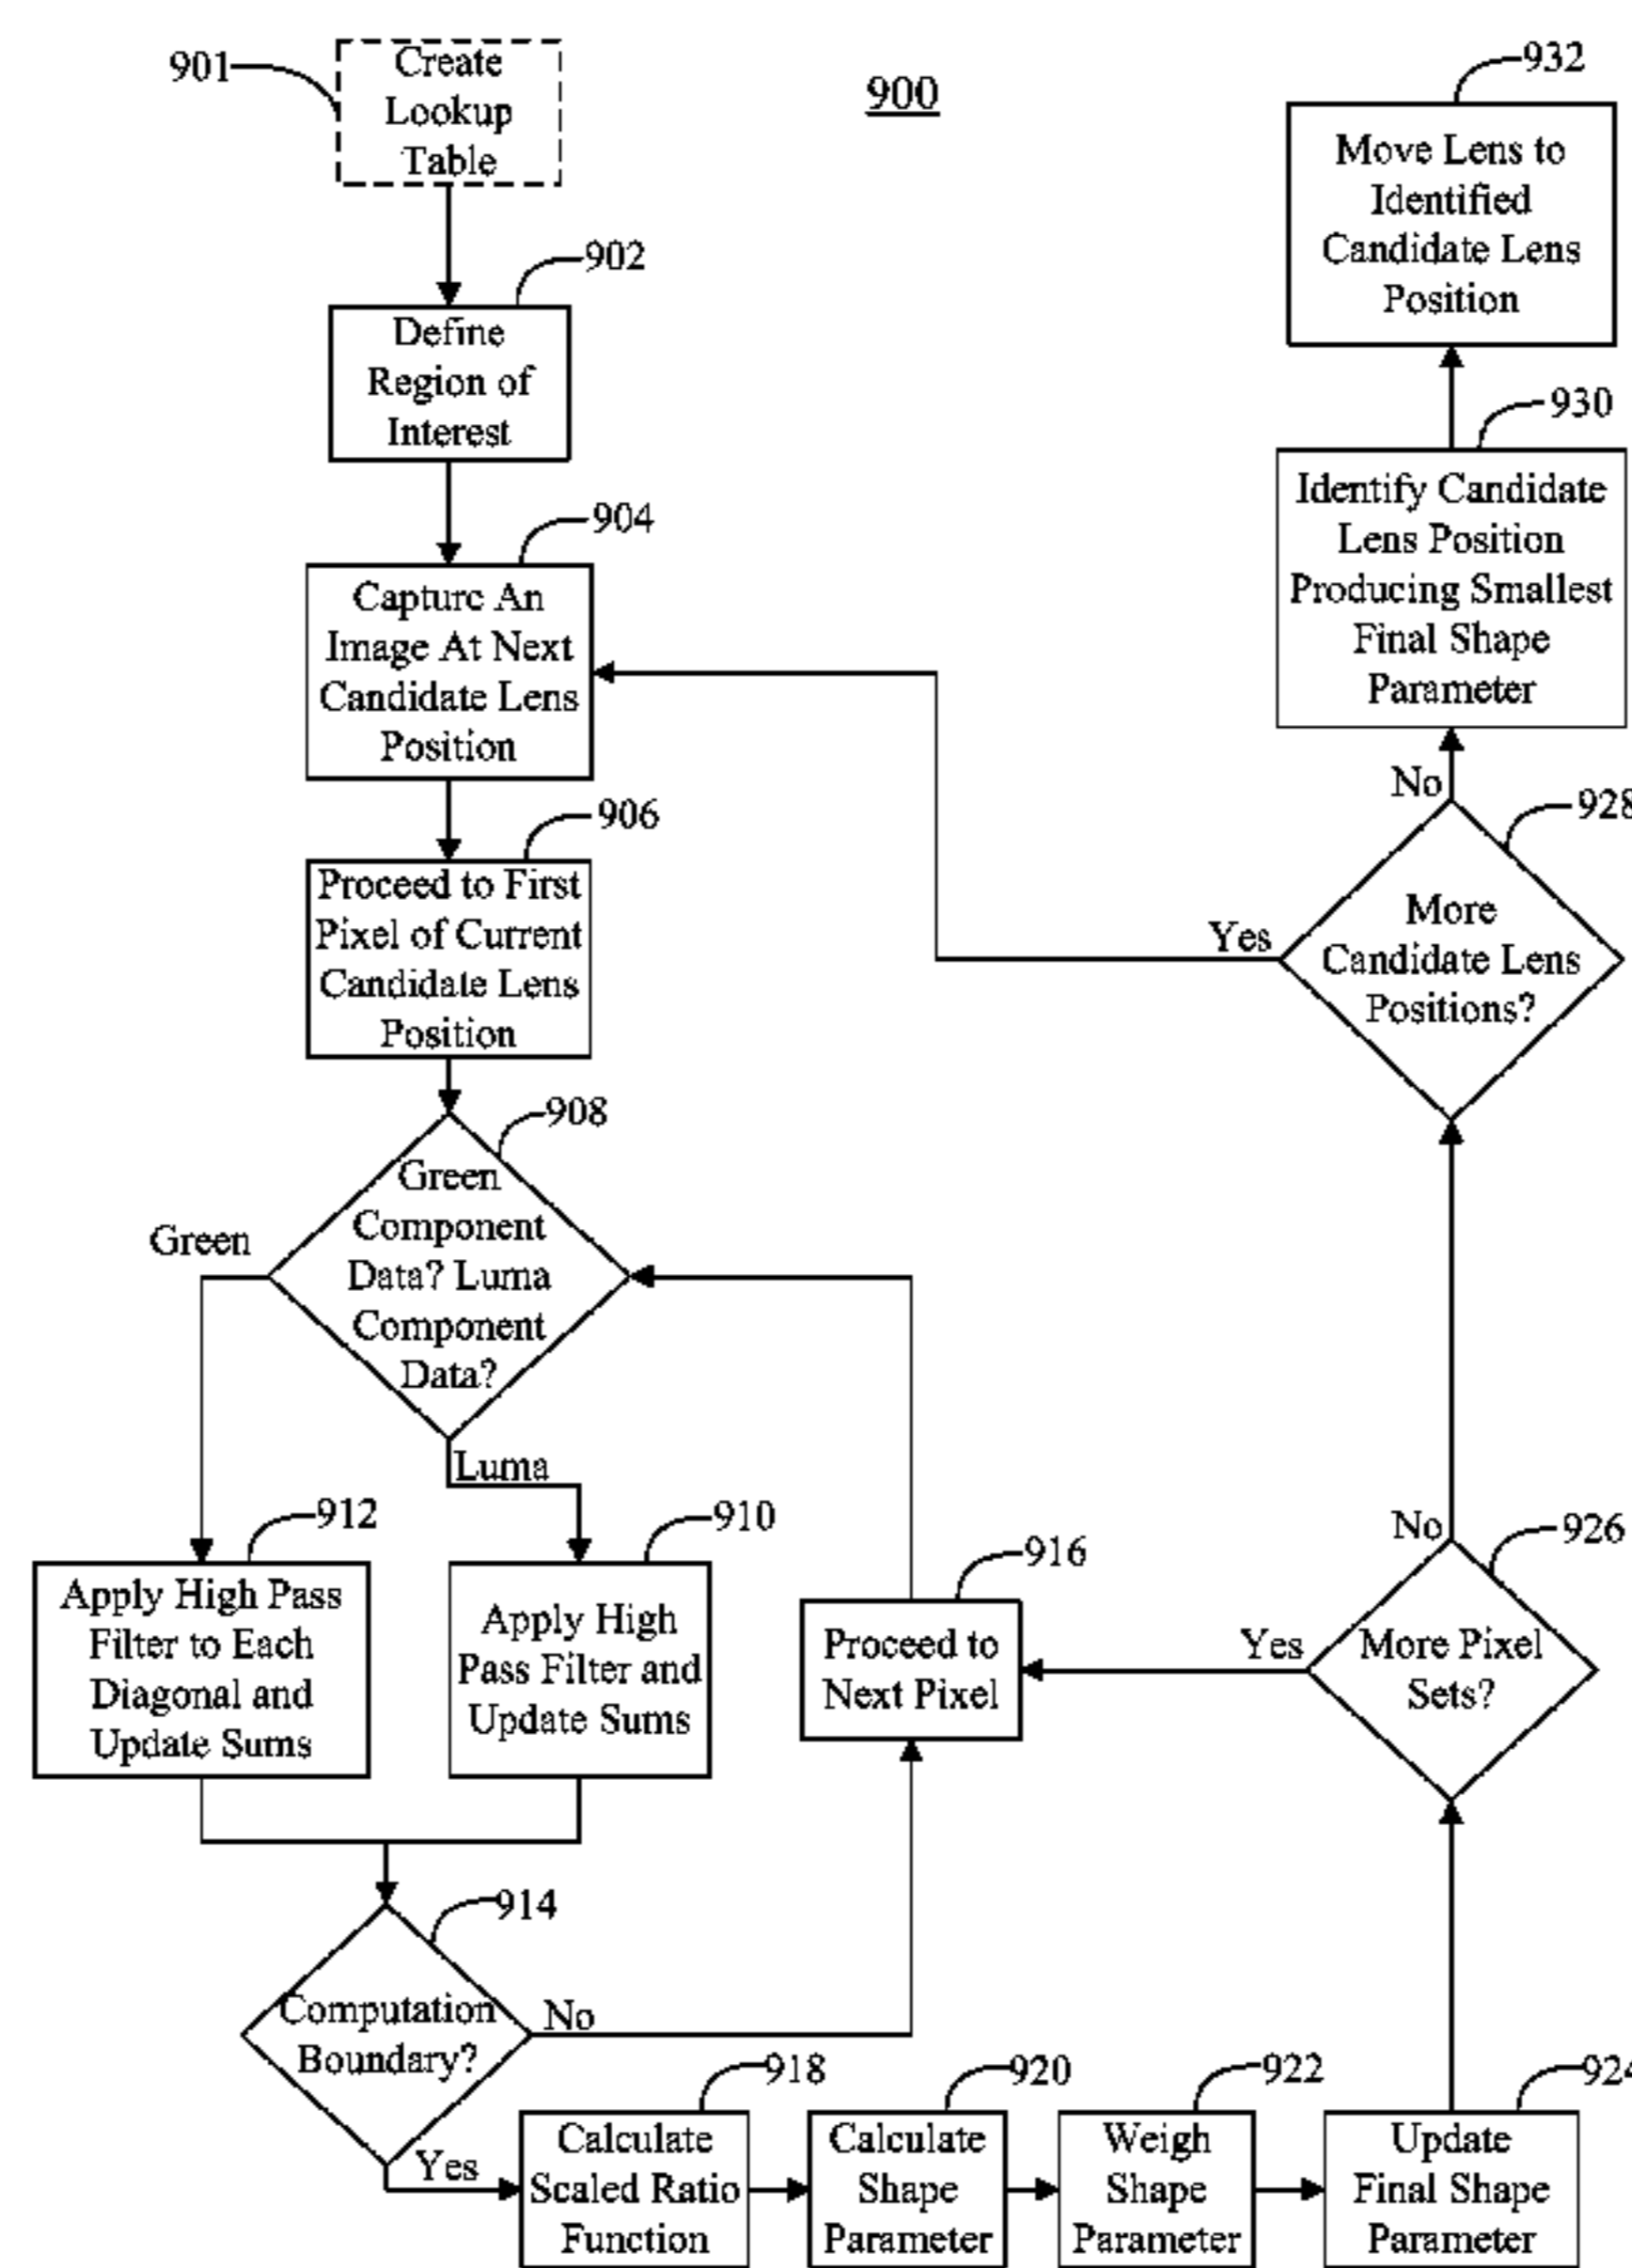 900
901
Create
Lookup
Table
902
Define
Region of
Interest
904
Capture An
Image At Next
Candidate Lens
Position
906
Proceed to First
Pixel of Current
Candidate Lens
Position
908
Green
Component
Data? Luma
Component
Data?
Green
Luma
912
Apply High Pass
Filter to Each
Diagonal and
Update Sums
910
Apply High
Pass Filter and
Update Sums
914
Computation
Boundary?
No
Yes
916
Proceed to
Next Pixel
918
Calculate
Scaled Ratio
Function
920
Calculate
Shape
Parameter
922
Weigh
Shape
Parameter
924
Update
Final Shape
Parameter
926
More Pixel
Sets?
Yes
No
928
More
Candidate Lens
Positions?
Yes
No
930
Identify Candidate
Lens Position
Producing Smallest
Final Shape
Parameter
932
Move Lens to
Identified
Candidate Lens
Position